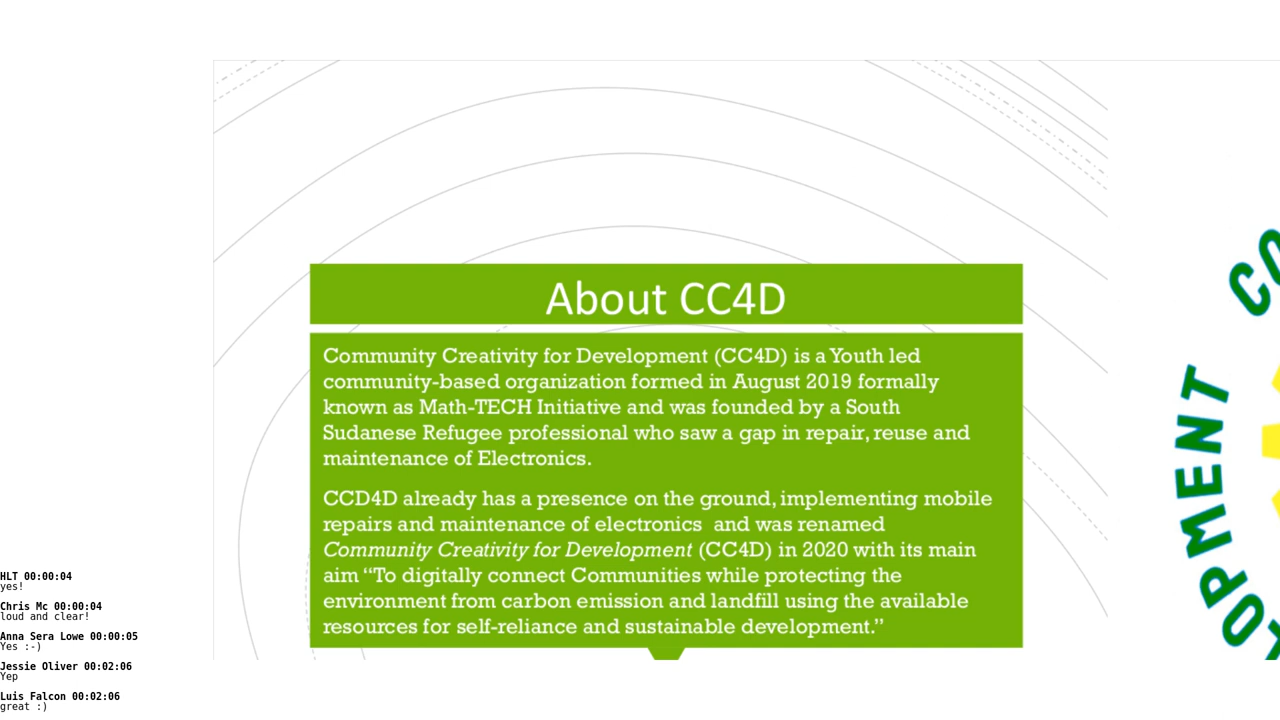 About CC4D
Community Creativity for Development (CC4D) is a Youth led
community-based organization formed in August 2019 formally
known as Math-TECH Initiative and was founded by a South
Sudanese Refugee professional who saw a gap in repair, reuse and
maintenance of Electronics.
CCD4D already has a presence on the ground, implementing mobile
repairs and maintenance of electronics and was renamed
Community Creativity for Development (CC4D) in 2020 with its main
aim “To digitally connect Communities while protecting the
environment from carbon emission and landfill using the available
resources for self-reliance and sustainable development.”
HLT 00:00:04
yes!
Chris Mc 00:00:04
loud and clear!
Anna Sera Lowe 00:00:05
Yes :-)
Jessie Oliver 00:02:06
Yep
Luis Falcon 00:02:06
great :)